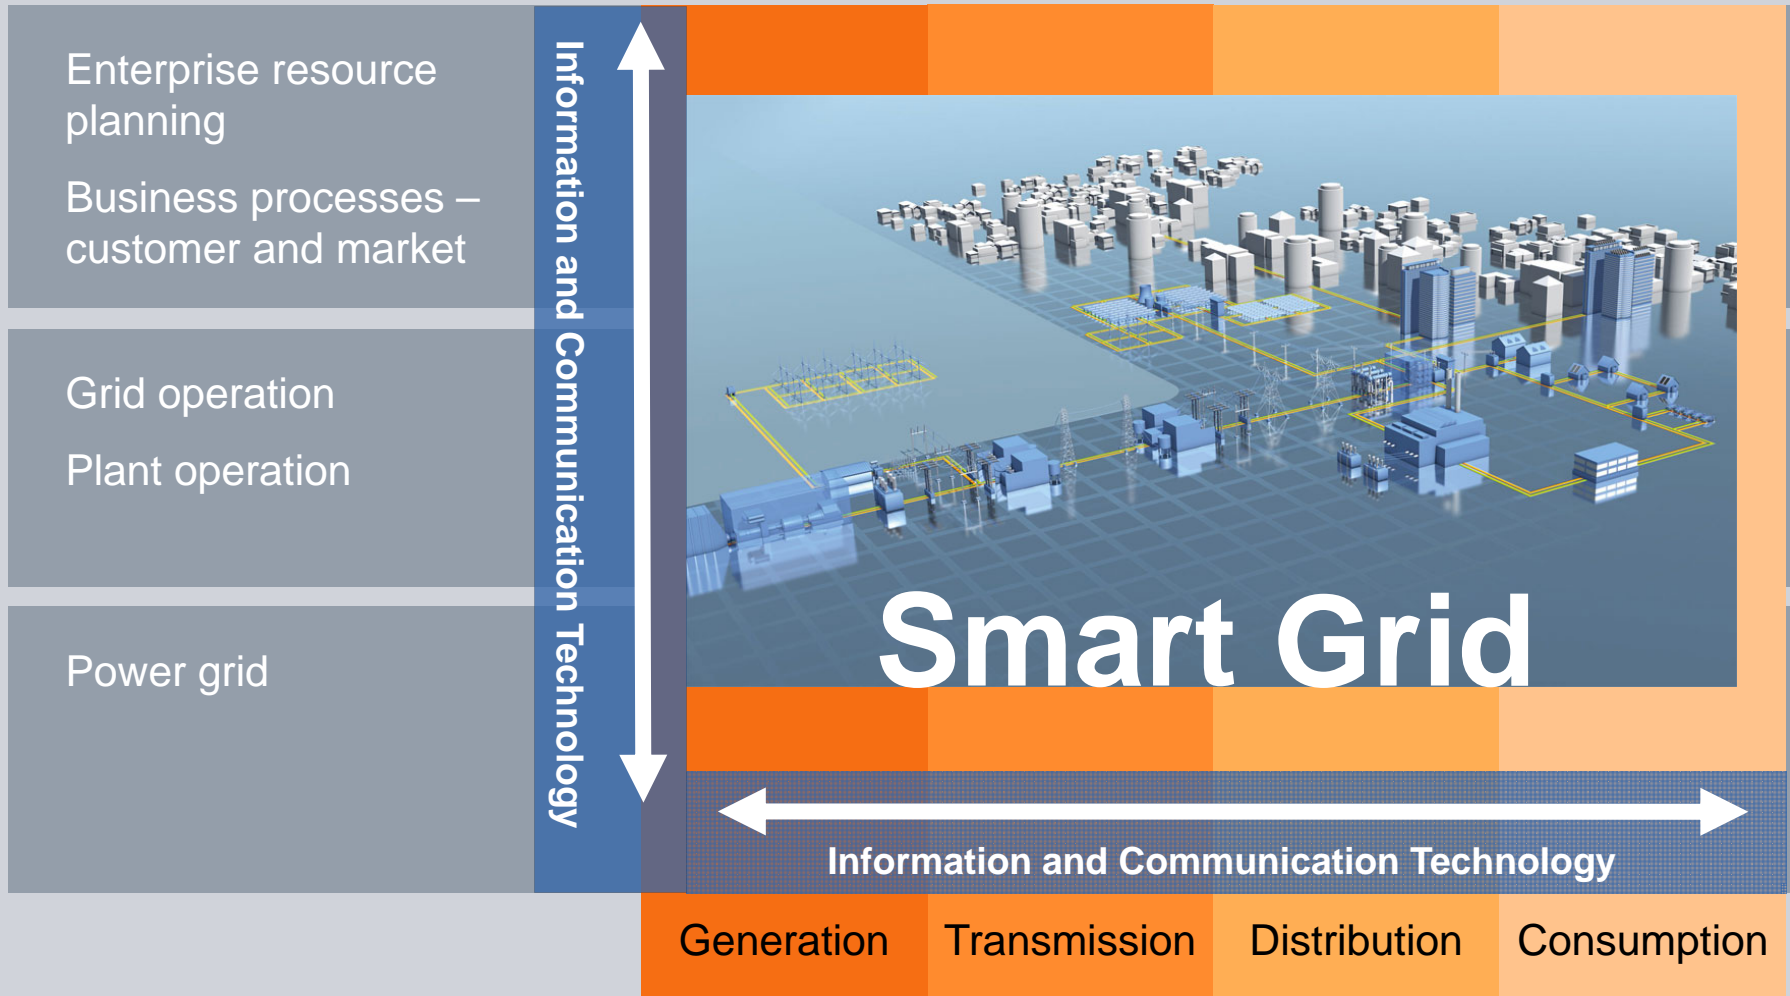 Enterprise resource
planning
Business processes –
customer and market
Grid operation
Plant operation
Power grid
Information and Communication Technology
Smart Grid
Information and Communication Technology
Generation
Transmission
Distribution
Consumption